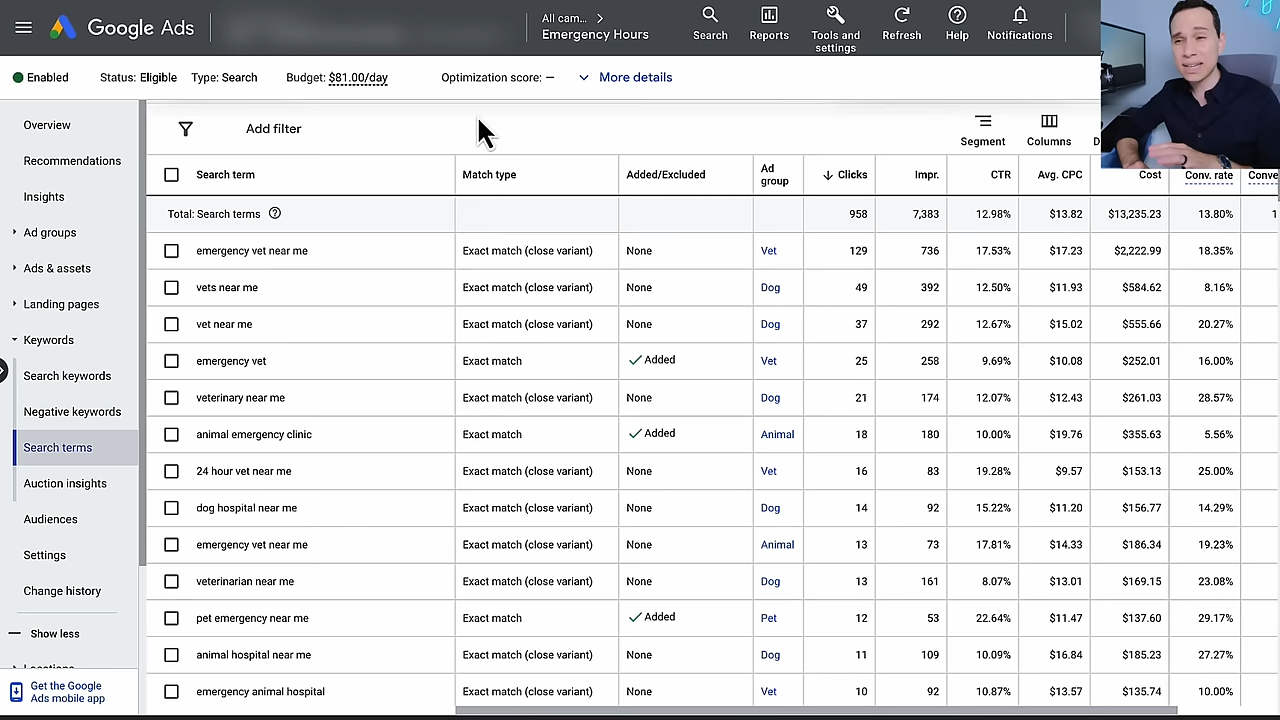 Google Ads
All cam...
Emergency Hours
Search
Reports
Tools and settings
Refresh
Help
Notifications
Enabled
Status: Eligible
Type: Search
Budget: $81.00/day
Optimization score: —
More details
Overview
Recommendations
Insights
Ad groups
Ads & assets
Landing pages
Keywords
Search keywords
Negative keywords
Search terms
Auction insights
Audiences
Settings
Change history
Show less
Locations
Get the Google
Ads mobile app
Add filter
Segment
Columns
D
Search term Match type Added/Excluded Ad group Clicks Impr. CTR Avg. CPC Cost Conv. rate Conve
Total: Search terms 958 7,383 12.98% $13.82 $13,235.23 13.80% 1
emergency vet near me Exact match (close variant) None Vet 129 736 17.53% $17.23 $2,222.99 18.35%
vets near me Exact match (close variant) None Dog 49 392 12.50% $11.93 $584.62 8.16%
vet near me Exact match (close variant) None Dog 37 292 12.67% $15.02 $555.66 20.27%
emergency vet Exact match Added Vet 25 258 9.69% $10.08 $252.01 16.00%
veterinary near me Exact match (close variant) None Dog 21 174 12.07% $12.43 $261.03 28.57%
animal emergency clinic Exact match Added Animal 18 180 10.00% $19.76 $355.63 5.56%
24 hour vet near me Exact match (close variant) None Vet 16 83 19.28% $9.57 $153.13 25.00%
dog hospital near me Exact match (close variant) None Dog 14 92 15.22% $11.20 $156.77 14.29%
emergency vet near me Exact match (close variant) None Animal 13 73 17.81% $14.33 $186.34 19.23%
veterinarian near me Exact match (close variant) None Dog 13 161 8.07% $13.01 $169.15 23.08%
pet emergency near me Exact match Added Pet 12 53 22.64% $11.47 $137.60 29.17%
animal hospital near me Exact match (close variant) None Dog 11 109 10.09% $16.84 $185.23 27.27%
emergency animal hospital Exact match (close variant) None Vet 10 92 10.87% $13.57 $135.74 10.00%